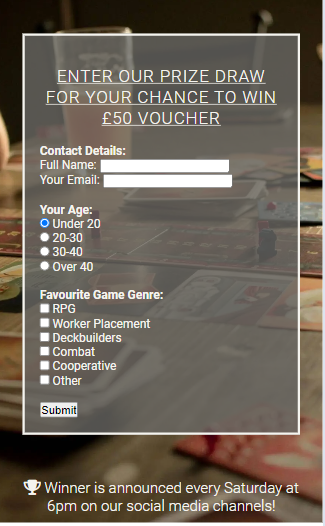 ENTER OUR PRIZE DRAW
FOR YOUR CHANCE TO WIN
£50 VOUCHER
Contact Details:
Full Name:
Your Email:
Your Age:
Under 20
20-30
30-40
Over 40
Favourite Game Genre:
RPG
Worker Placement
Deckbuilders
Combat
Cooperative
Other
Submit
Winner is announced every Saturday at
6pm on our social media channels!